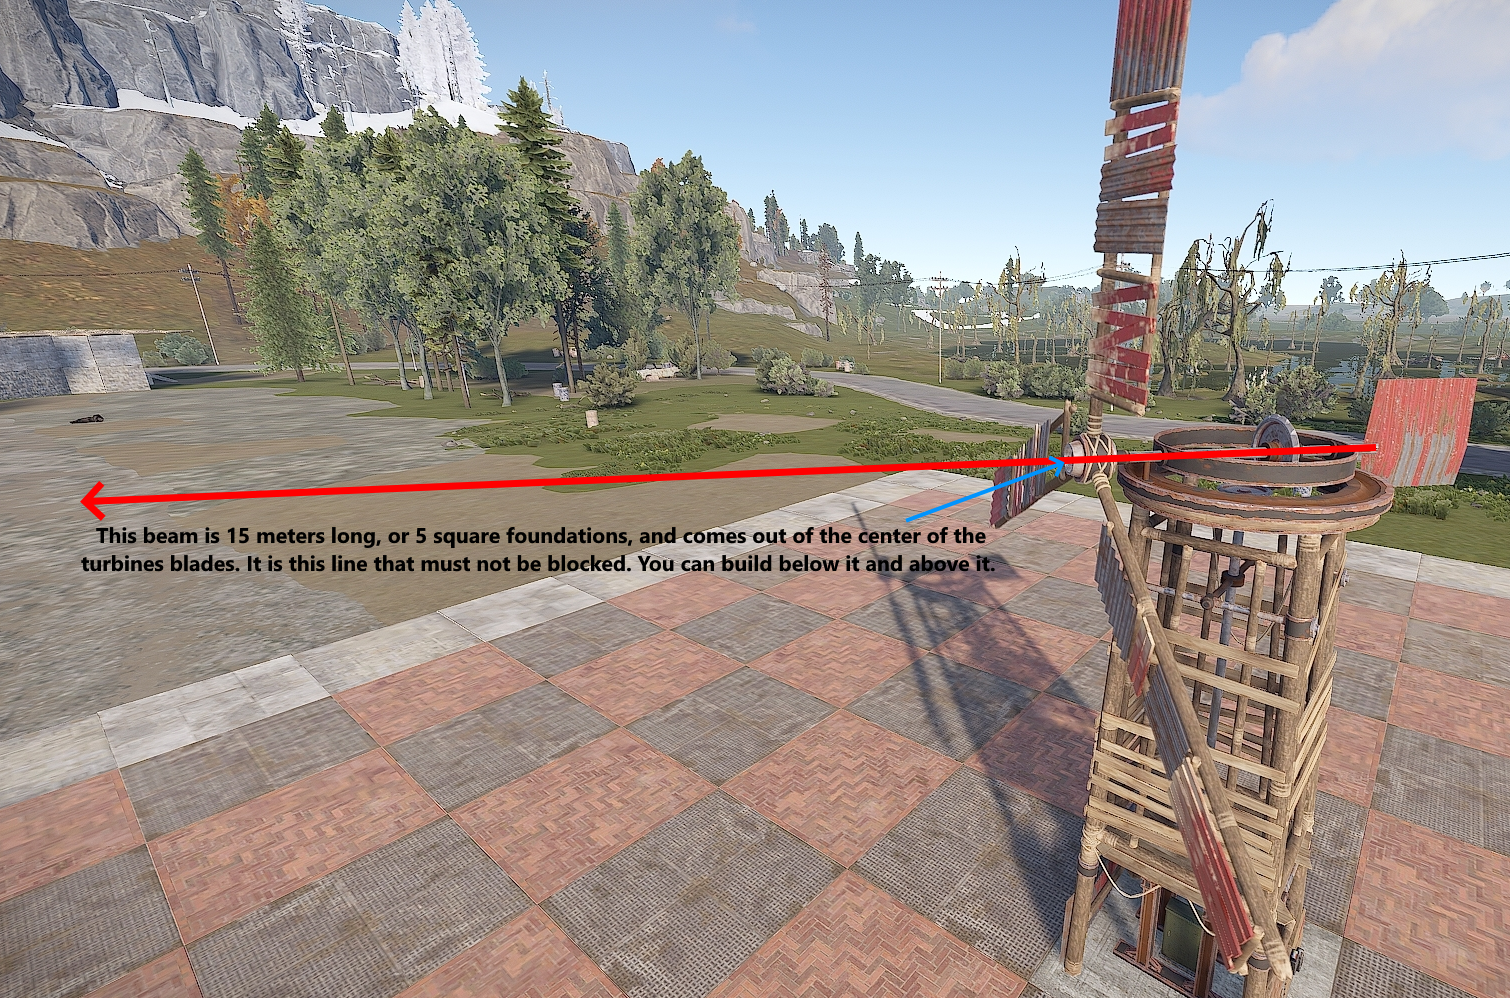 This beam is 15 meters long, or 5 square foundations, and comes out of the center of the
turbines blades. It is this line that must not be blocked. You can build below it and above it.